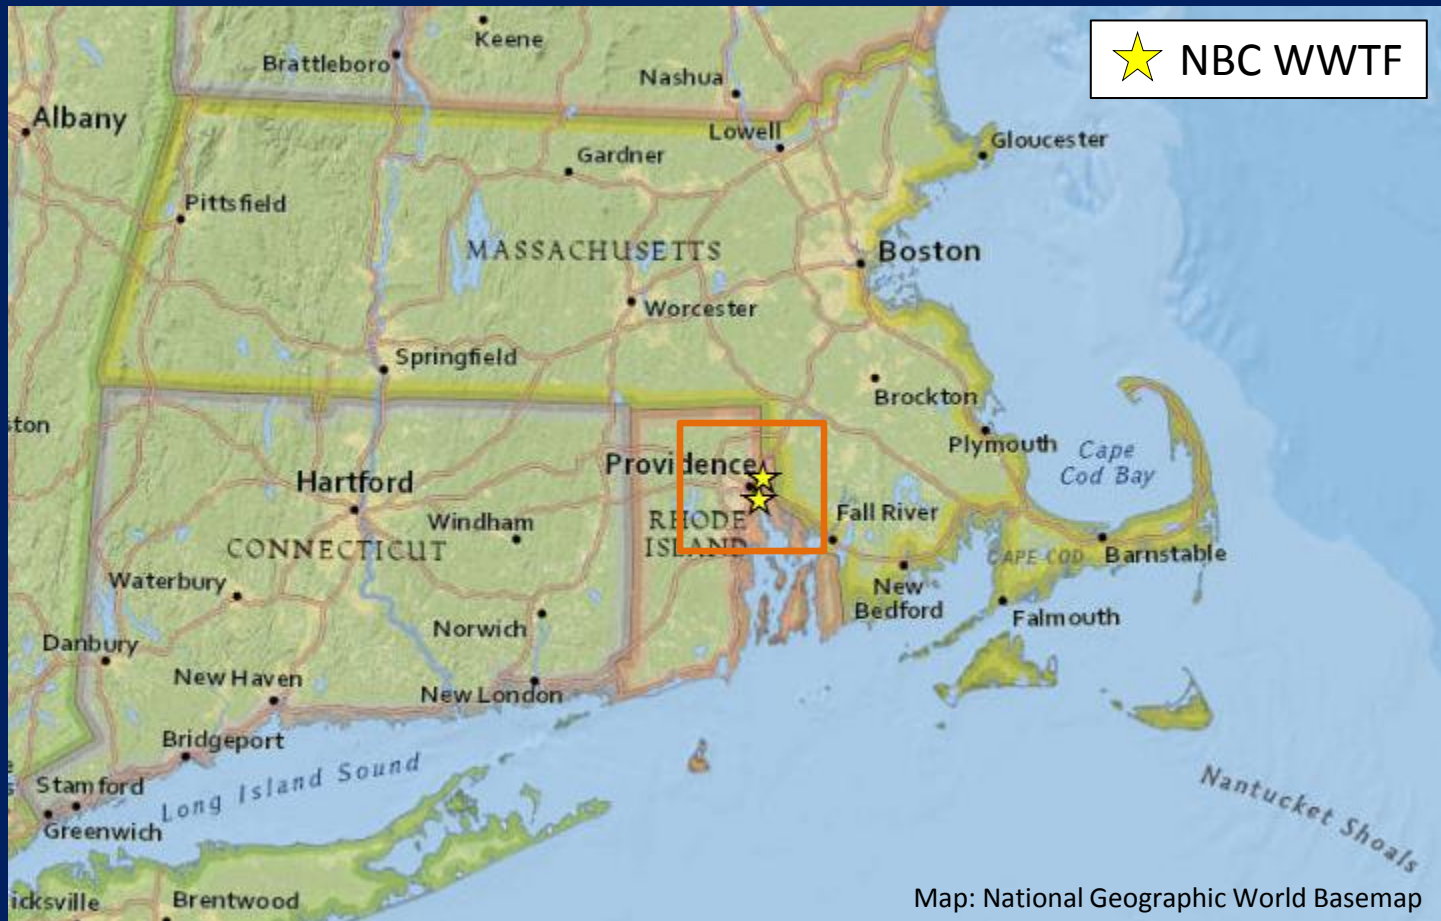 NBC WWTF
Keene
Brattleboro
Nashua
Albany
Lowell
Gloucester
Gardner
Pittsfield
MASSACHUSETTS
Boston
Worcester
Springfield
Brockton
ston
Plymouth
Cape
Cod Bay
Providence
Hartford
Fall River
Windham
RHODE
ISLAND
CONNECTICUT
CAPE COD
Barnstable
Waterbury
New
Bedford
Falmouth
Norwich
Danbury
New Haven
New London
Bridgeport
Long Island Sound
Stamford
Greenwich
Nantucket Shoals
icksville
Brentwood
Map: National Geographic World Basemap